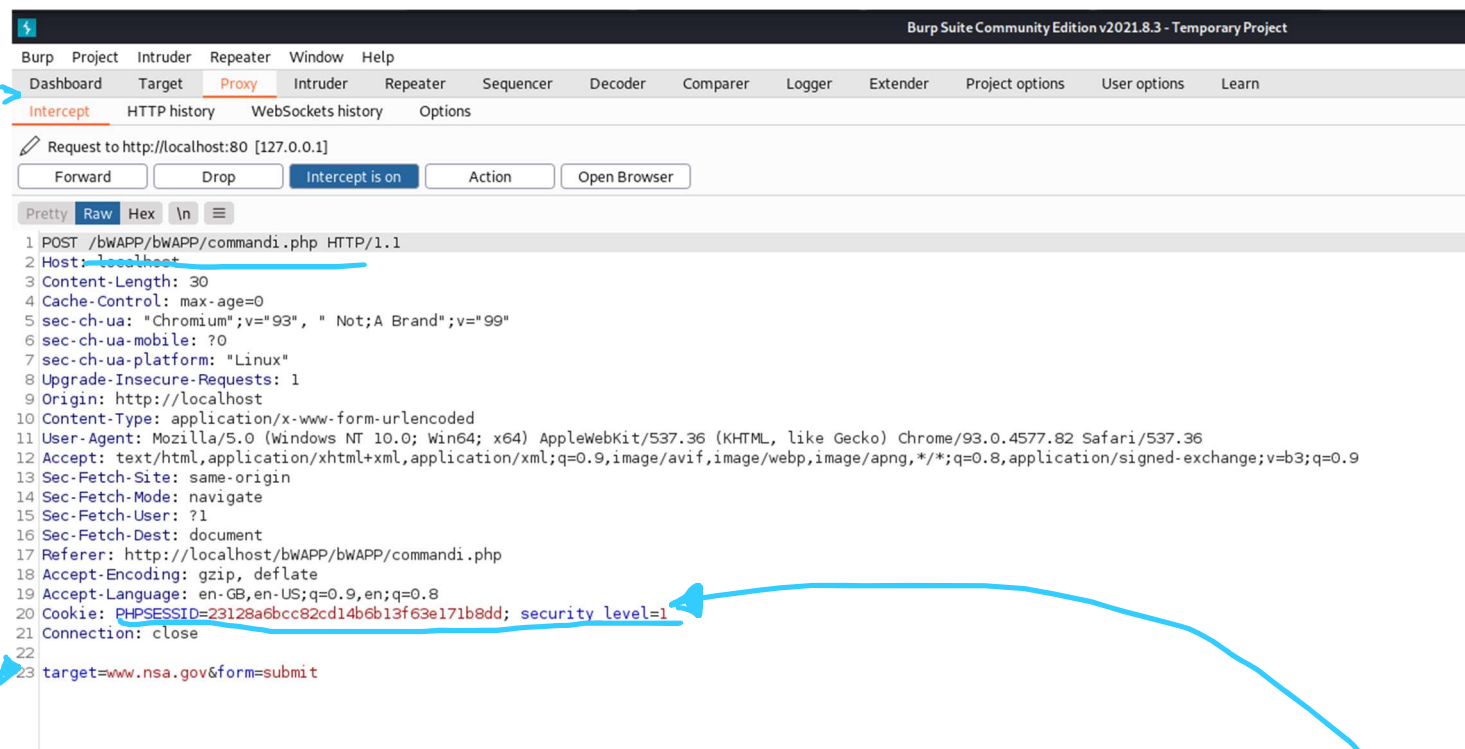 Burp Suite Community Edition v2021.8.3 - Temporary Project
Burp Project Intruder Repeater Window Help
Dashboard Target Proxy Intruder Repeater Sequencer Decoder Comparer Logger Extender Project options User options Learn
Intercept HTTP history WebSockets history Options
Request to http://localhost:80 [127.0.0.1]
Forward Drop Intercept is on Action Open Browser
Pretty Raw Hex \n ≡
1 POST /bWAPP/bWAPP/commandi.php HTTP/1.1
2 Host: localhost
3 Content-Length: 30
4 Cache-Control: max-age=0
5 sec-ch-ua: "Chromium";v="93", " Not;A Brand";v="99"
6 sec-ch-ua-mobile: ?0
7 sec-ch-ua-platform: "Linux"
8 Upgrade-Insecure-Requests: 1
9 Origin: http://localhost
10 Content-Type: application/x-www-form-urlencoded
11 User-Agent: Mozilla/5.0 (Windows NT 10.0; Win64; x64) AppleWebKit/537.36 (KHTML, like Gecko) Chrome/93.0.4577.82 Safari/537.36
12 Accept: text/html,application/xhtml+xml,application/xml;q=0.9,image/avif,image/webp,image/apng,*/*;q=0.8,application/signed-exchange;v=b3;q=0.9
13 Sec-Fetch-Site: same-origin
14 Sec-Fetch-Mode: navigate
15 Sec-Fetch-User: ?1
16 Sec-Fetch-Dest: document
17 Referer: http://localhost/bWAPP/bWAPP/commandi.php
18 Accept-Encoding: gzip, deflate
19 Accept-Language: en-GB,en-US;q=0.9,en;q=0.8
20 Cookie: PHPSESSID=23128a6bcc82cd14b6b13f63e171b8dd; security_level=1
21 Connection: close
22
23 target=www.nsa.gov&form=submit